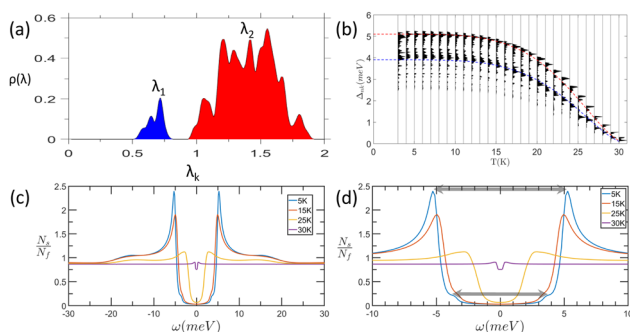 (a)
ρ(λ)
0.6
0.4
0.2
0
0
0.5
1
1.5
2
λ₁
λ₂
λk
(b)
Δnk(meV)
6
5
4
3
2
1
0
0
5
10
15
20
25
30
T(K)
(c)
Ns
Nf
2.5
2
1.5
1
0.5
0
-30
-20
-10
0
10
20
30
ω(meV)
5K
15K
25K
30K
(d)
Ns
Nf
2.5
2
1.5
1
0.5
0
-10
-5
0
5
10
ω(meV)
5K
15K
25K
30K